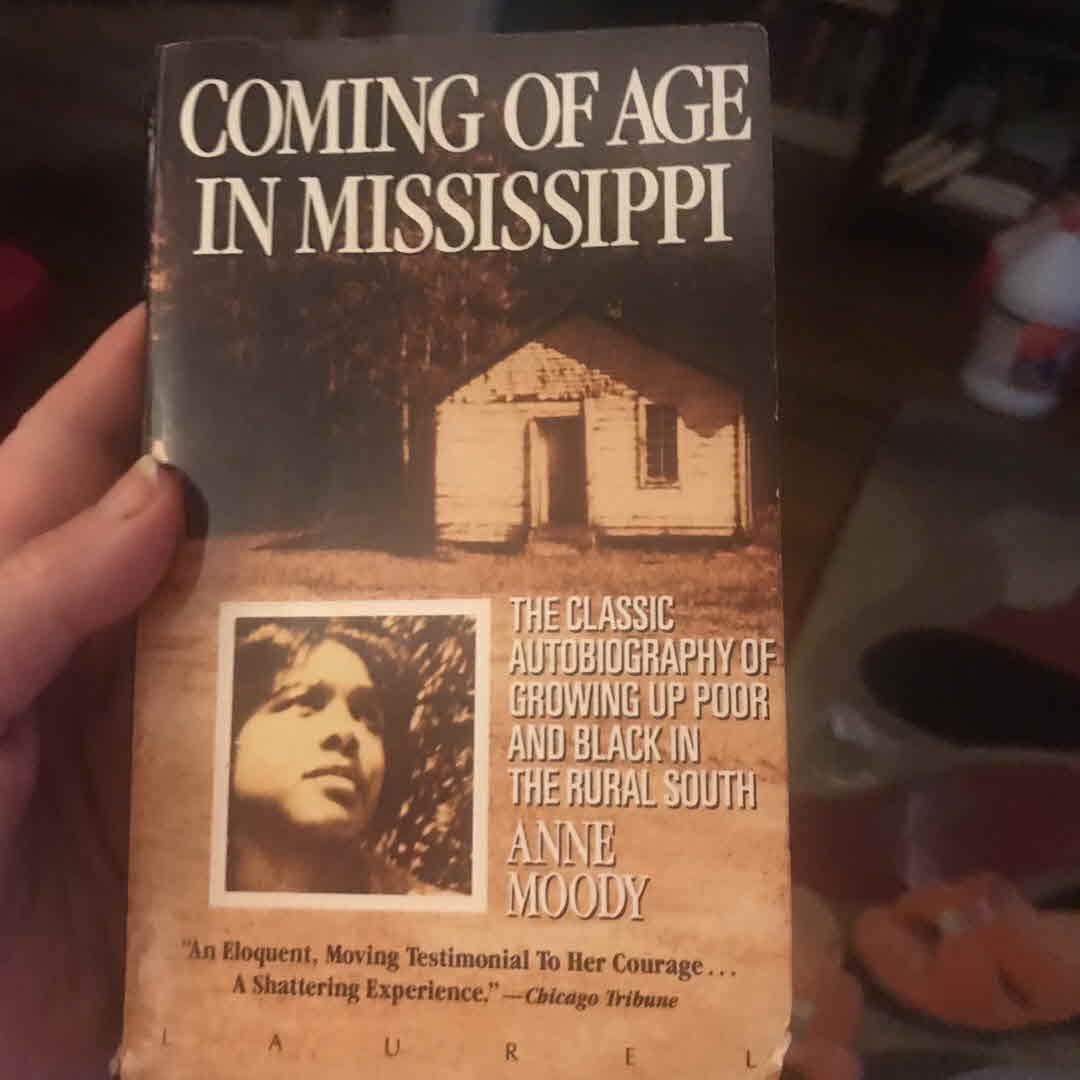 COMING OF AGE
IN MISSISSIPPI
THE CLASSIC
AUTOBIOGRAPHY OF
GROWING UP POOR
AND BLACK IN
THE RURAL SOUTH
ANNE
MOODY
"An Eloquent, Moving Testimonial To Her Courage...
A Shattering Experience."—Chicago Tribune
L A U R E L